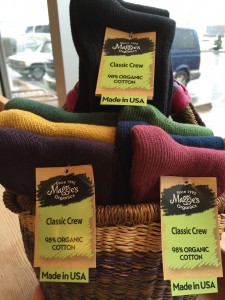 Since 1992
Maggie's
Organics
Classic Crew
98% ORGANIC
COTTON
Made in USA
Since 1992
Maggie's
Organics
Classic Crew
98% ORGANIC
COTTON
Made in USA
Since 1992
Maggie's
Organics
Classic Crew
98% ORGANIC
COTTON
Made in USA